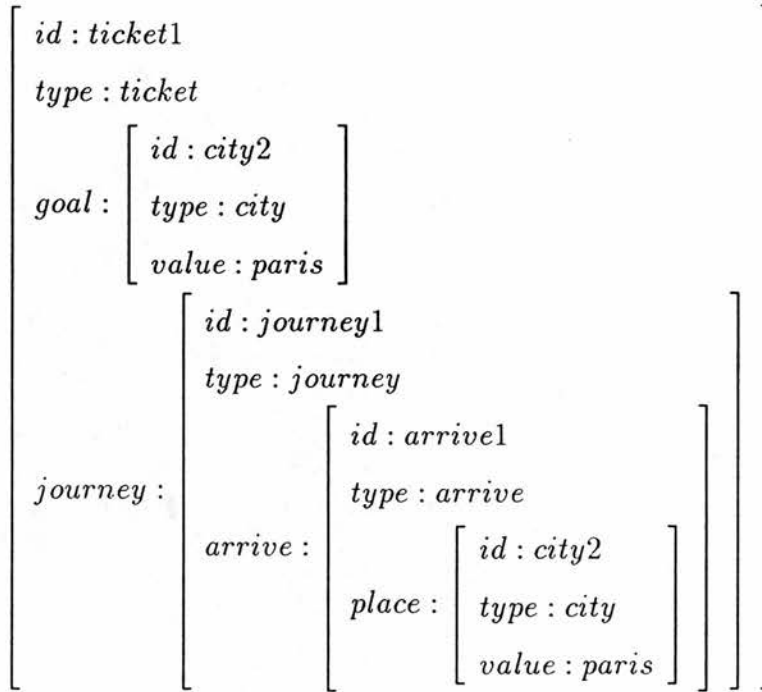 id : ticket1
type : ticket
goal :
id : city2
type : city
value : paris
journey :
id : journey1
type : journey
arrive :
id : arrive1
type : arrive
place :
id : city2
type : city
value : paris